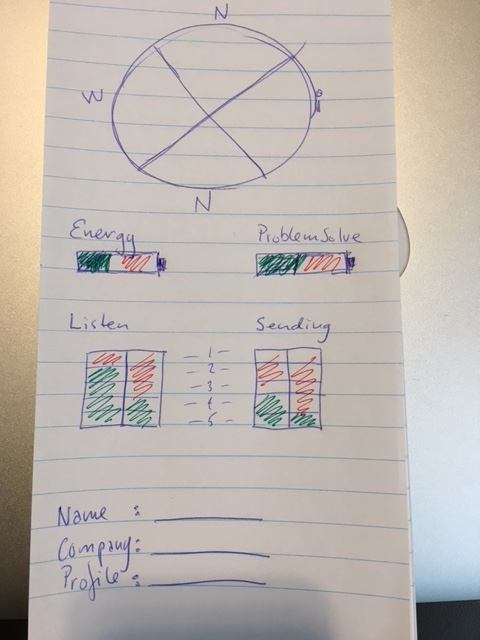 N
W
N
Energy ProblemSolve
Listen Sending
- 1 -
- 2 -
- 3 -
- 4 -
- 5 -
Name :
Company:
Profile :